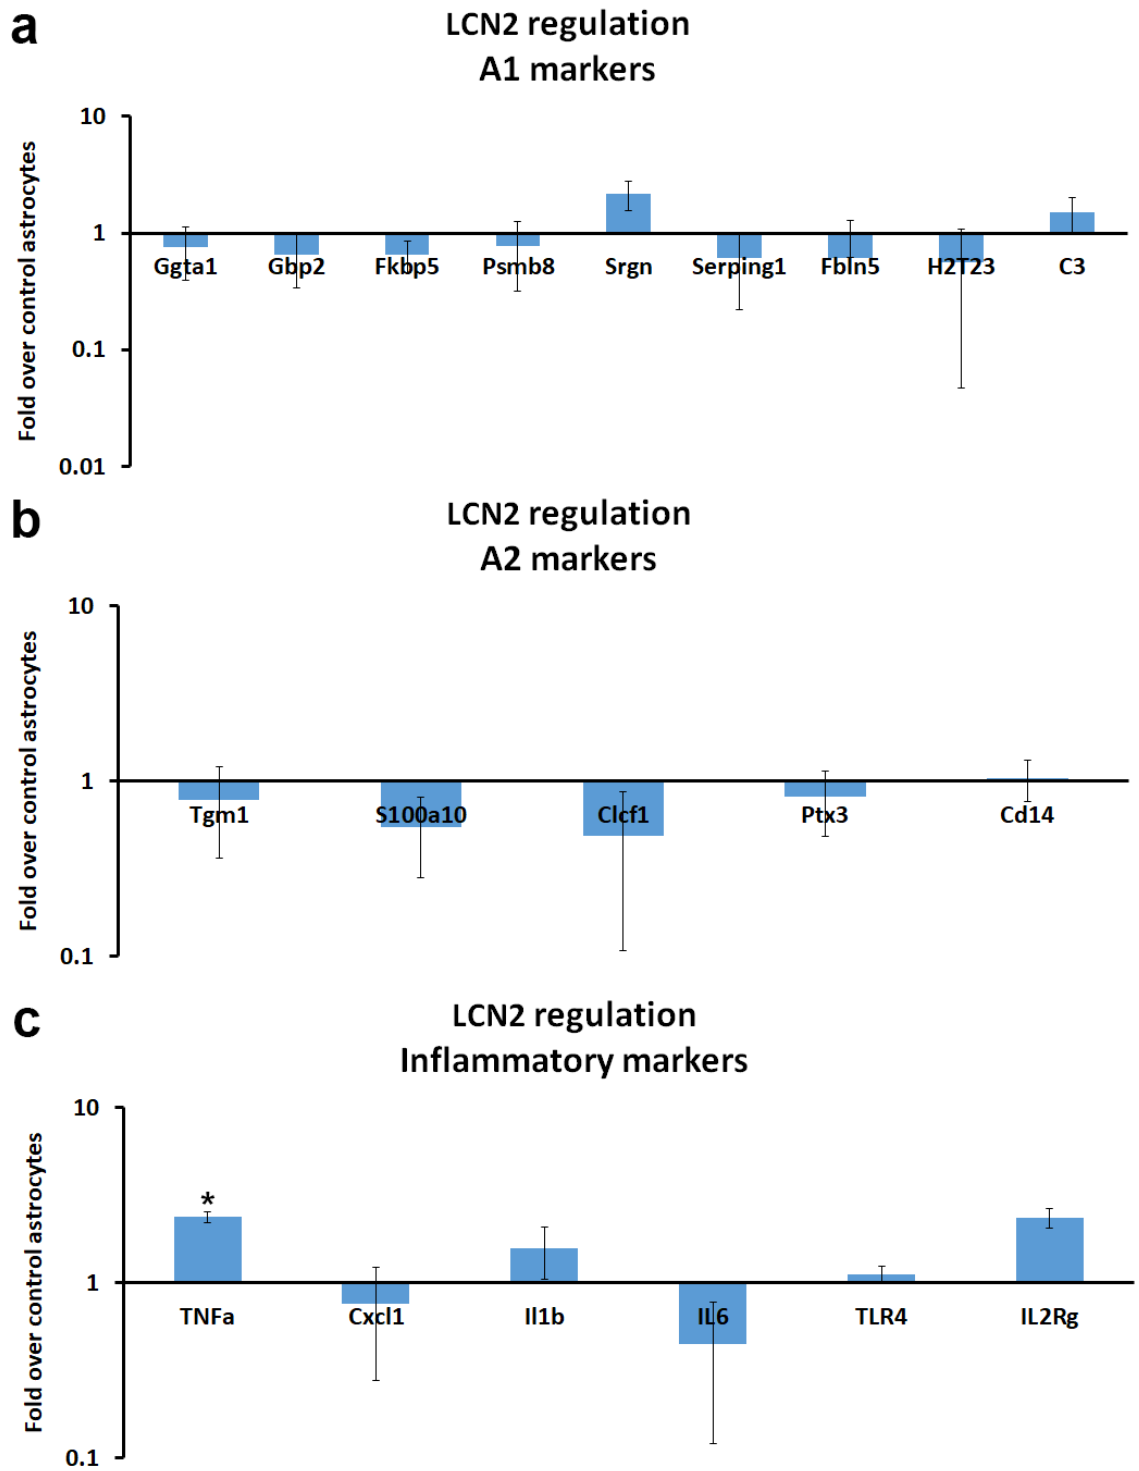 a
LCN2 regulation
A1 markers
Fold over control astrocytes
10
1
0.1
0.01
Ggta1 Gbp2 Fkbp5 Psmb8 Srgn Serping1 Fbln5 H2T23 C3
b
LCN2 regulation
A2 markers
Fold over control astrocytes
10
1
0.1
Tgm1 S100a10 Clcf1 Ptx3 Cd14
c
LCN2 regulation
Inflammatory markers
Fold over control astrocytes
10
1
0.1
*
TNFa Cxcl1 Il1b IL6 TLR4 IL2Rg